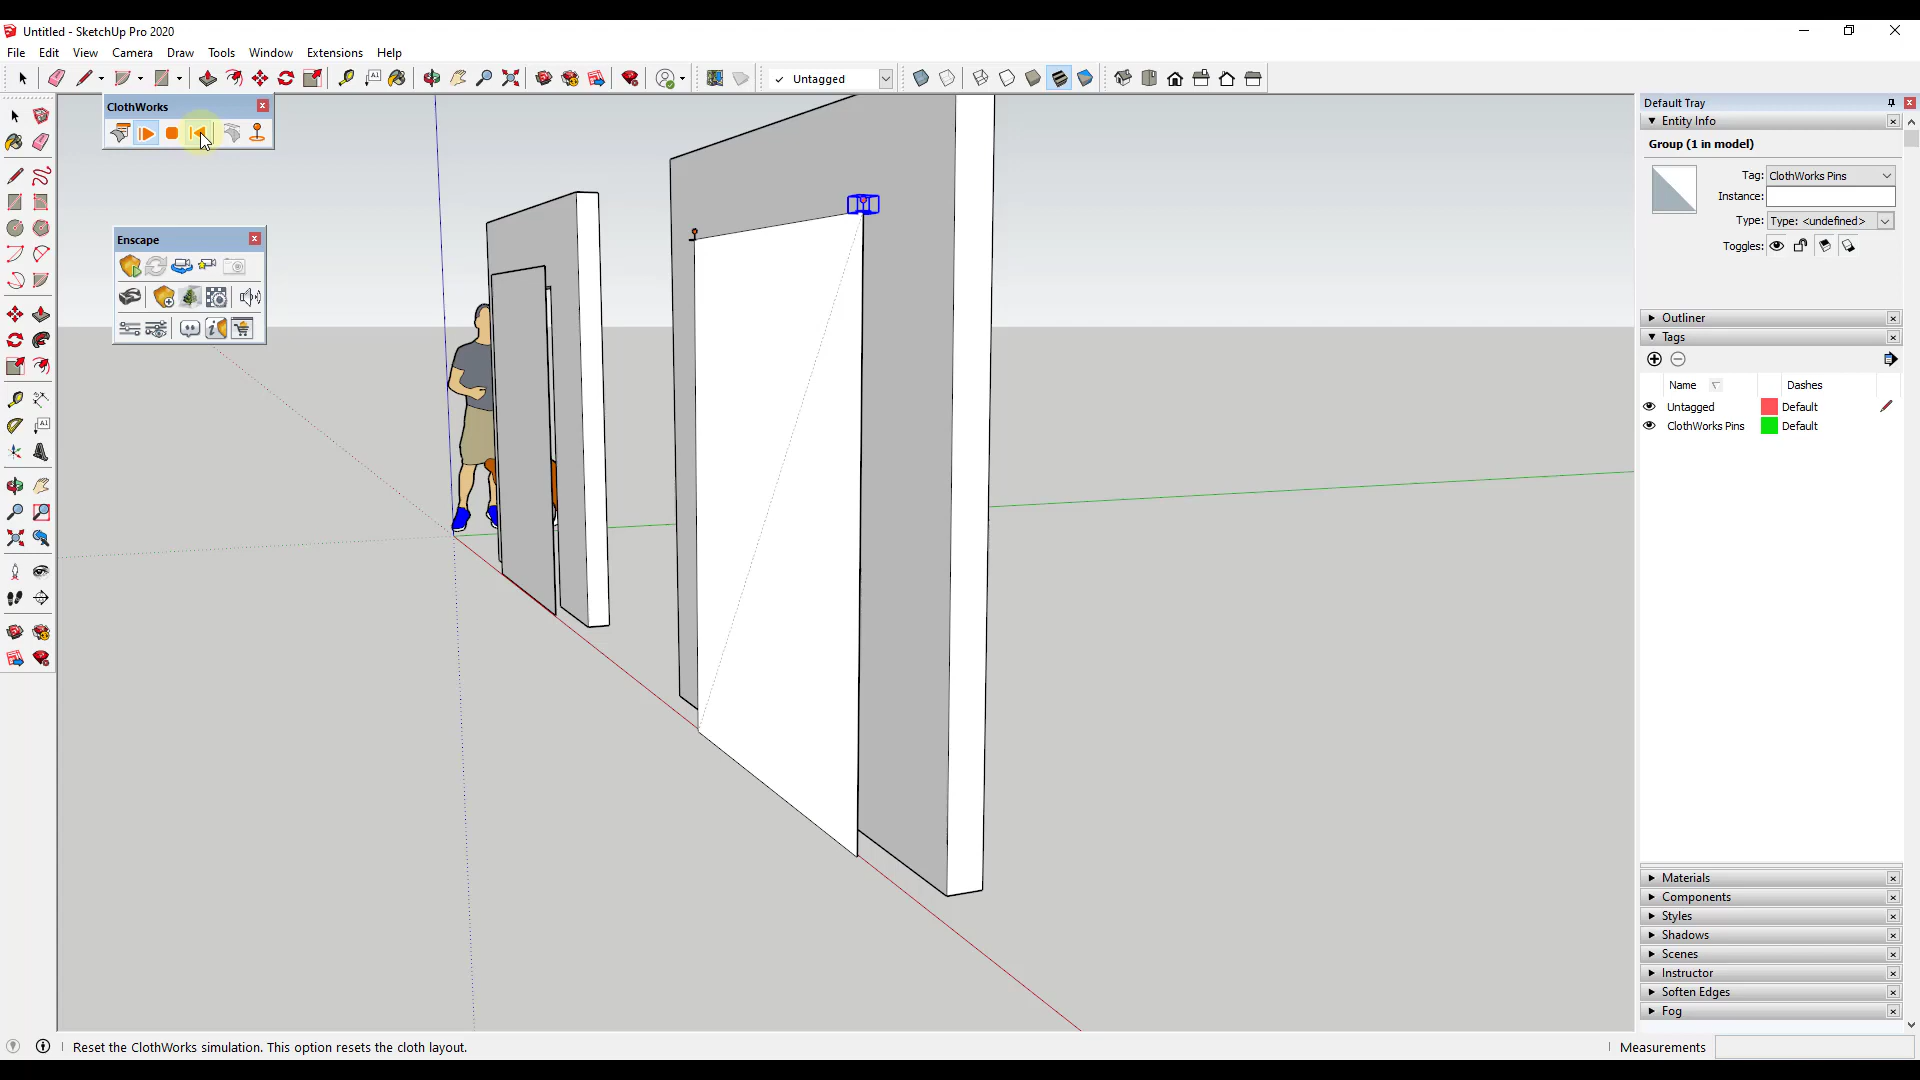 Untitled - SketchUp Pro 2020
File Edit View Camera Draw Tools Window Extensions Help
Untagged
ClothWorks
Enscape
Default Tray
Entity Info
Group (1 in model)
Tag: ClothWorks Pins
Instance:
Type: Type: <undefined>
Toggles:
Outliner
Tags
Name Dashes
Untagged Default
ClothWorks Pins Default
Materials
Components
Styles
Shadows
Scenes
Instructor
Soften Edges
Fog
Reset the ClothWorks simulation. This option resets the cloth layout.
Measurements